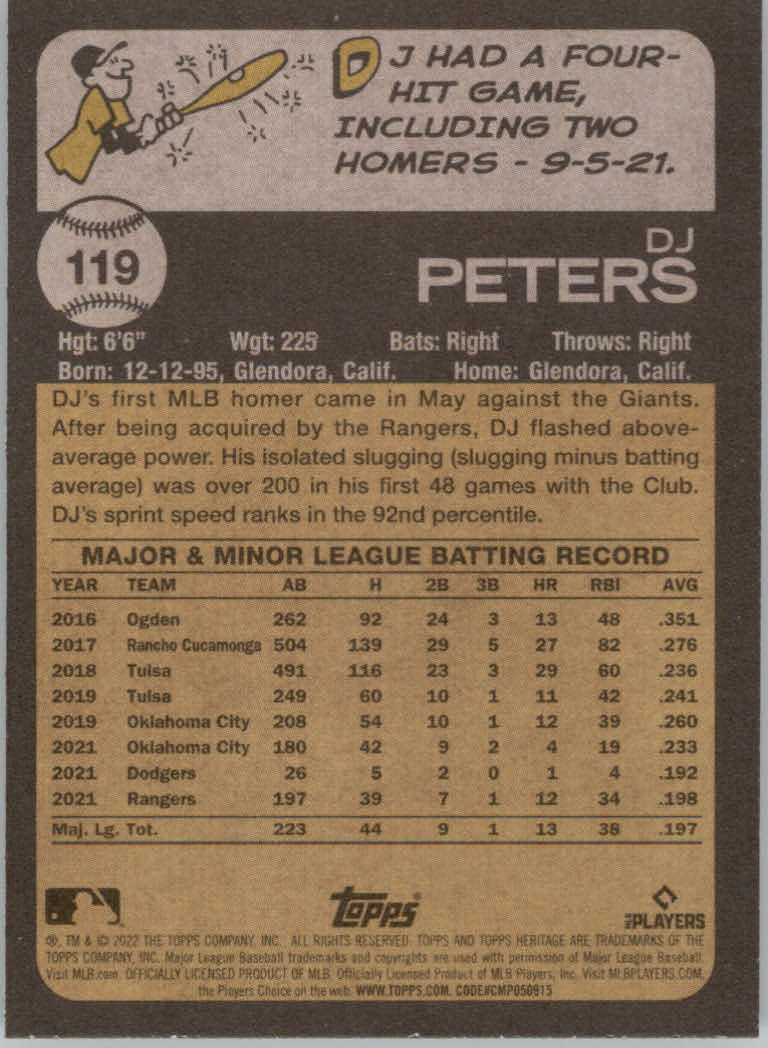 DJ HAD A FOUR-
HIT GAME,
INCLUDING TWO
HOMERS - 9-5-21.
119
DJ
PETERS
Hgt: 6'6" Wgt: 225 Bats: Right Throws: Right
Born: 12-12-95, Glendora, Calif. Home: Glendora, Calif.
DJ's first MLB homer came in May against the Giants.
After being acquired by the Rangers, DJ flashed above-
average power. His isolated slugging (slugging minus batting
average) was over 200 in his first 48 games with the Club.
DJ's sprint speed ranks in the 92nd percentile.
MAJOR & MINOR LEAGUE BATTING RECORD
YEAR TEAM AB H 2B 3B HR RBI AVG
2016 Ogden 262 92 24 3 13 48 .351
2017 Rancho Cucamonga 504 139 29 5 27 82 .276
2018 Tulsa 491 116 23 3 29 60 .236
2019 Tulsa 249 60 10 1 11 42 .241
2019 Oklahoma City 208 54 10 1 12 39 .260
2021 Oklahoma City 180 42 9 2 4 19 .233
2021 Dodgers 26 5 2 0 1 4 .192
2021 Rangers 197 39 7 1 12 34 .198
Maj. Lg. Tot. 223 44 9 1 13 38 .197
Topps
MLB PLAYERS
®, TM & © 2022 THE TOPPS COMPANY, INC. ALL RIGHTS RESERVED. TOPPS AND TOPPS HERITAGE ARE TRADEMARKS OF THE
TOPPS COMPANY, INC. Major League Baseball trademarks and copyrights are used with permission of Major League Baseball.
Visit MLB.com. OFFICIALLY LICENSED PRODUCT OF MLB. Officially Licensed Product of MLB Players, Inc. Visit MLBPLAYERS.COM,
the Players Choice on the web. WWW.TOPPS.COM. CODE#CMP050915